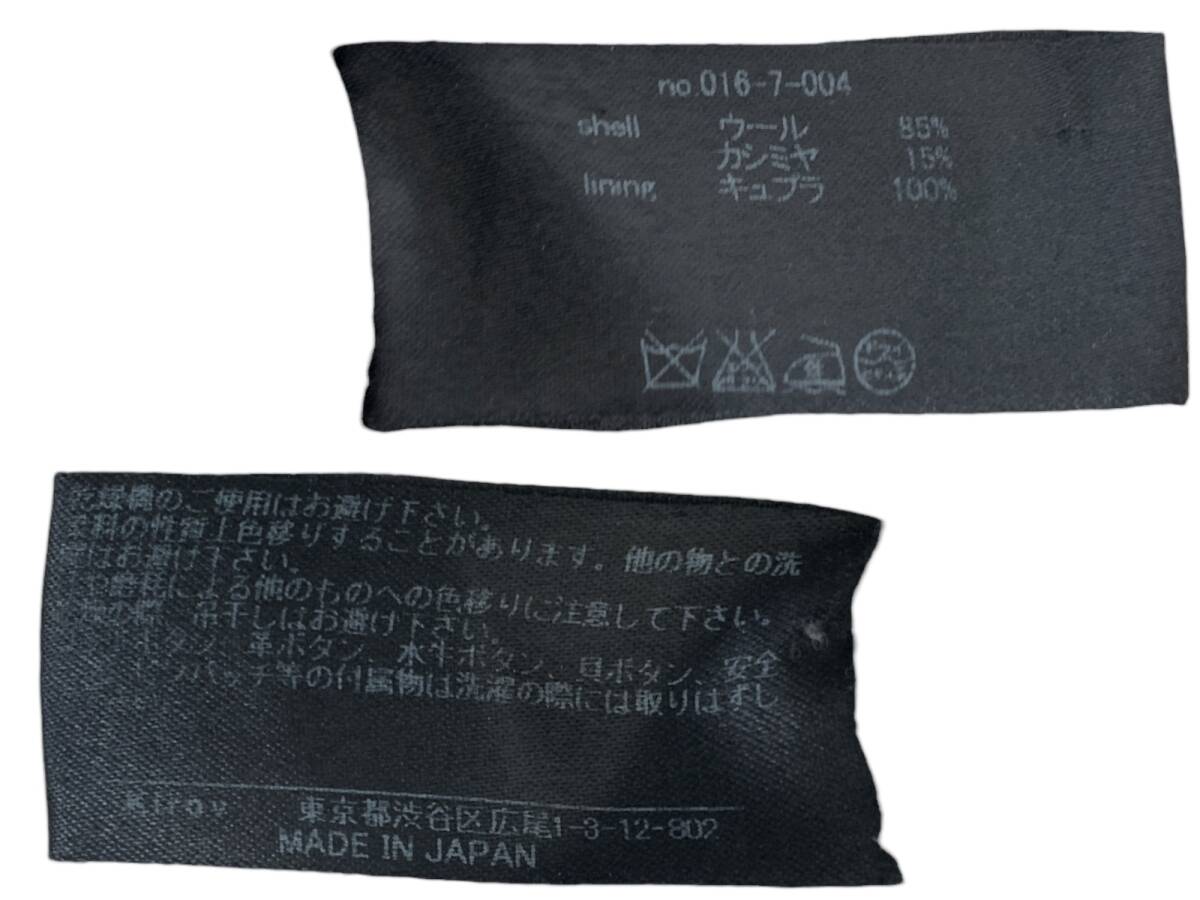 no.016-7-004
shell ウール 85%
カシミヤ 15%
lining キュプラ 100%
乾燥機のご使用はお避け下さい。
の性質上色移りすることがあります。他の物との洗
はお避け下さい。
摩耗による他のものへの色移りに注意して下さい。
吊干しはお避け下さい。
ボタン、革ボタン、水牛ボタン、貝ボタン、安全
パッチ等の付属物は洗濯の際には取りはずし
Kirov 東京都渋谷区広尾1-3-12-802
MADE IN JAPAN